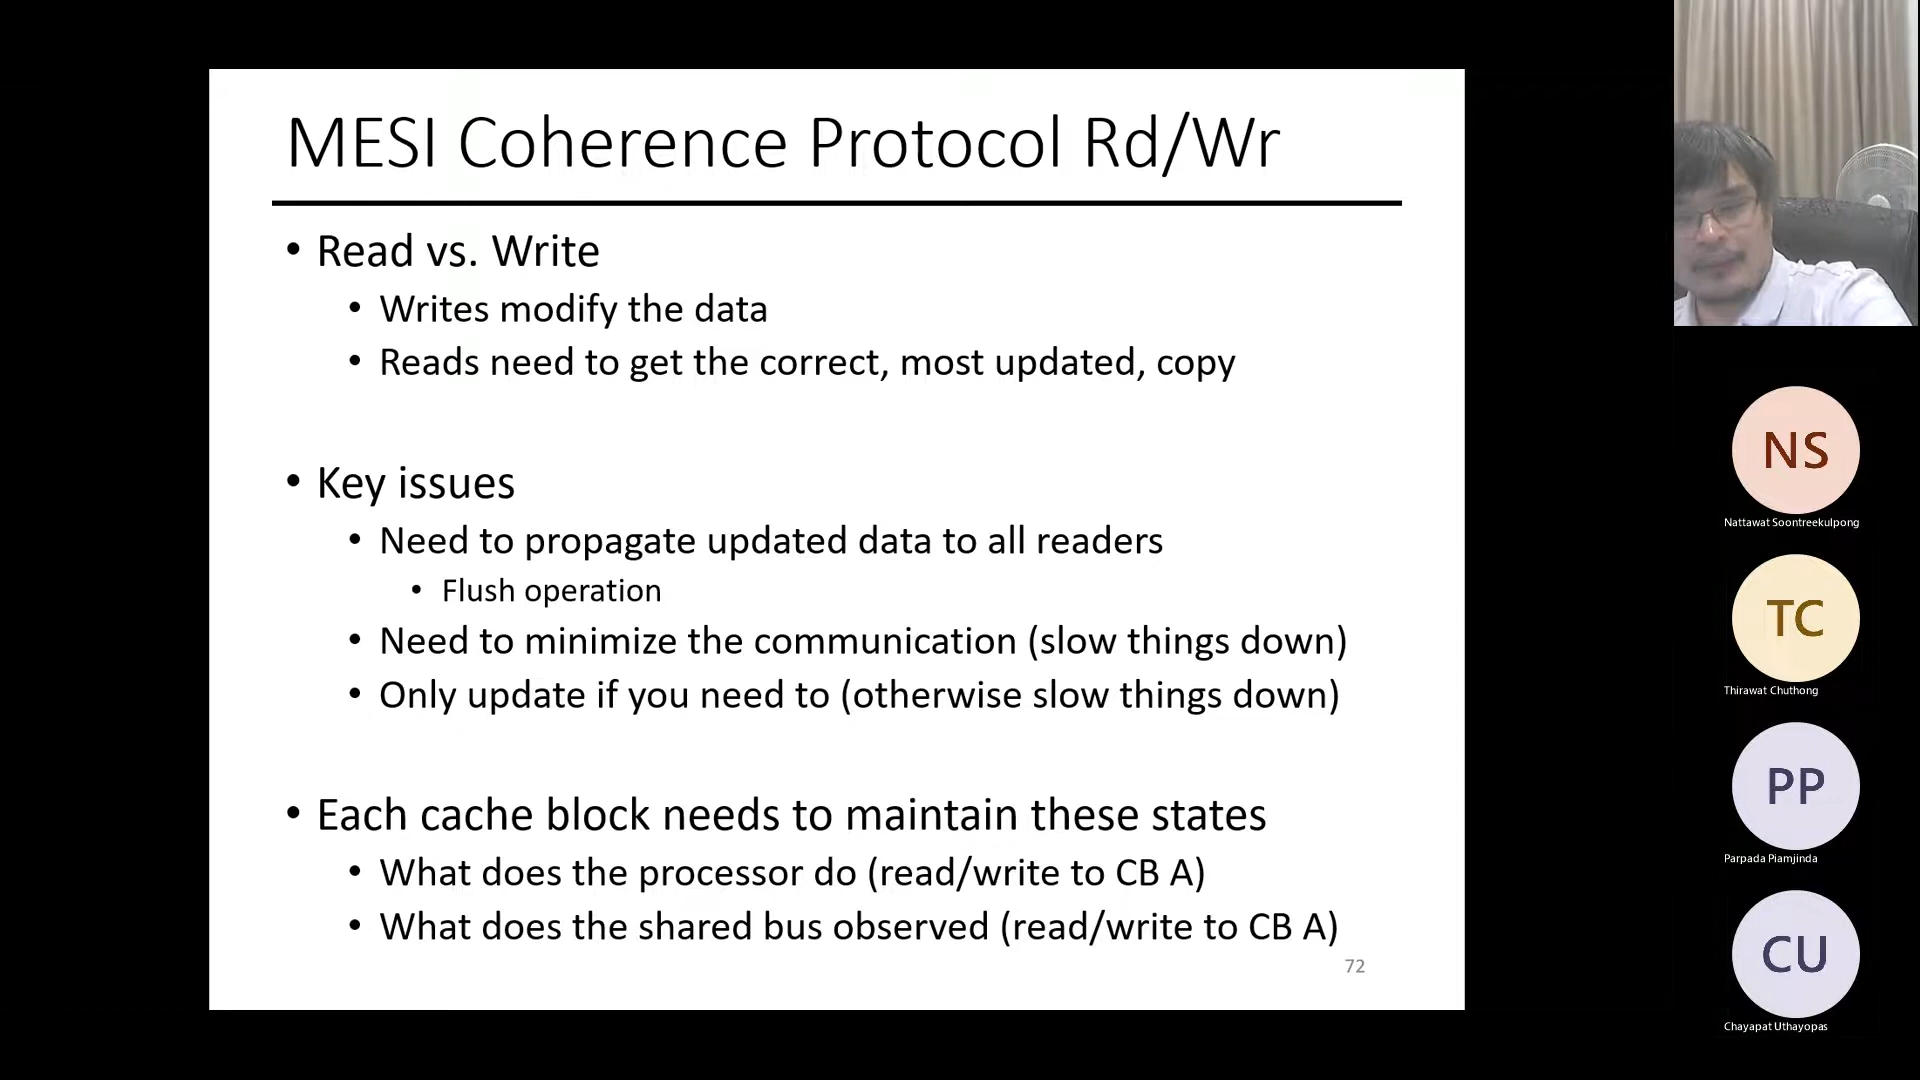 MESI Coherence Protocol Rd/Wr
• Read vs. Write
• Writes modify the data
• Reads need to get the correct, most updated, copy
• Key issues
• Need to propagate updated data to all readers
• Flush operation
• Need to minimize the communication (slow things down)
• Only update if you need to (otherwise slow things down)
• Each cache block needs to maintain these states
• What does the processor do (read/write to CB A)
• What does the shared bus observed (read/write to CB A)
72
NS
Nattawat Soontreekulpong
TC
Thirawat Chuthong
PP
Parpada Piamjinda
CU
Chayapat Uthayopas